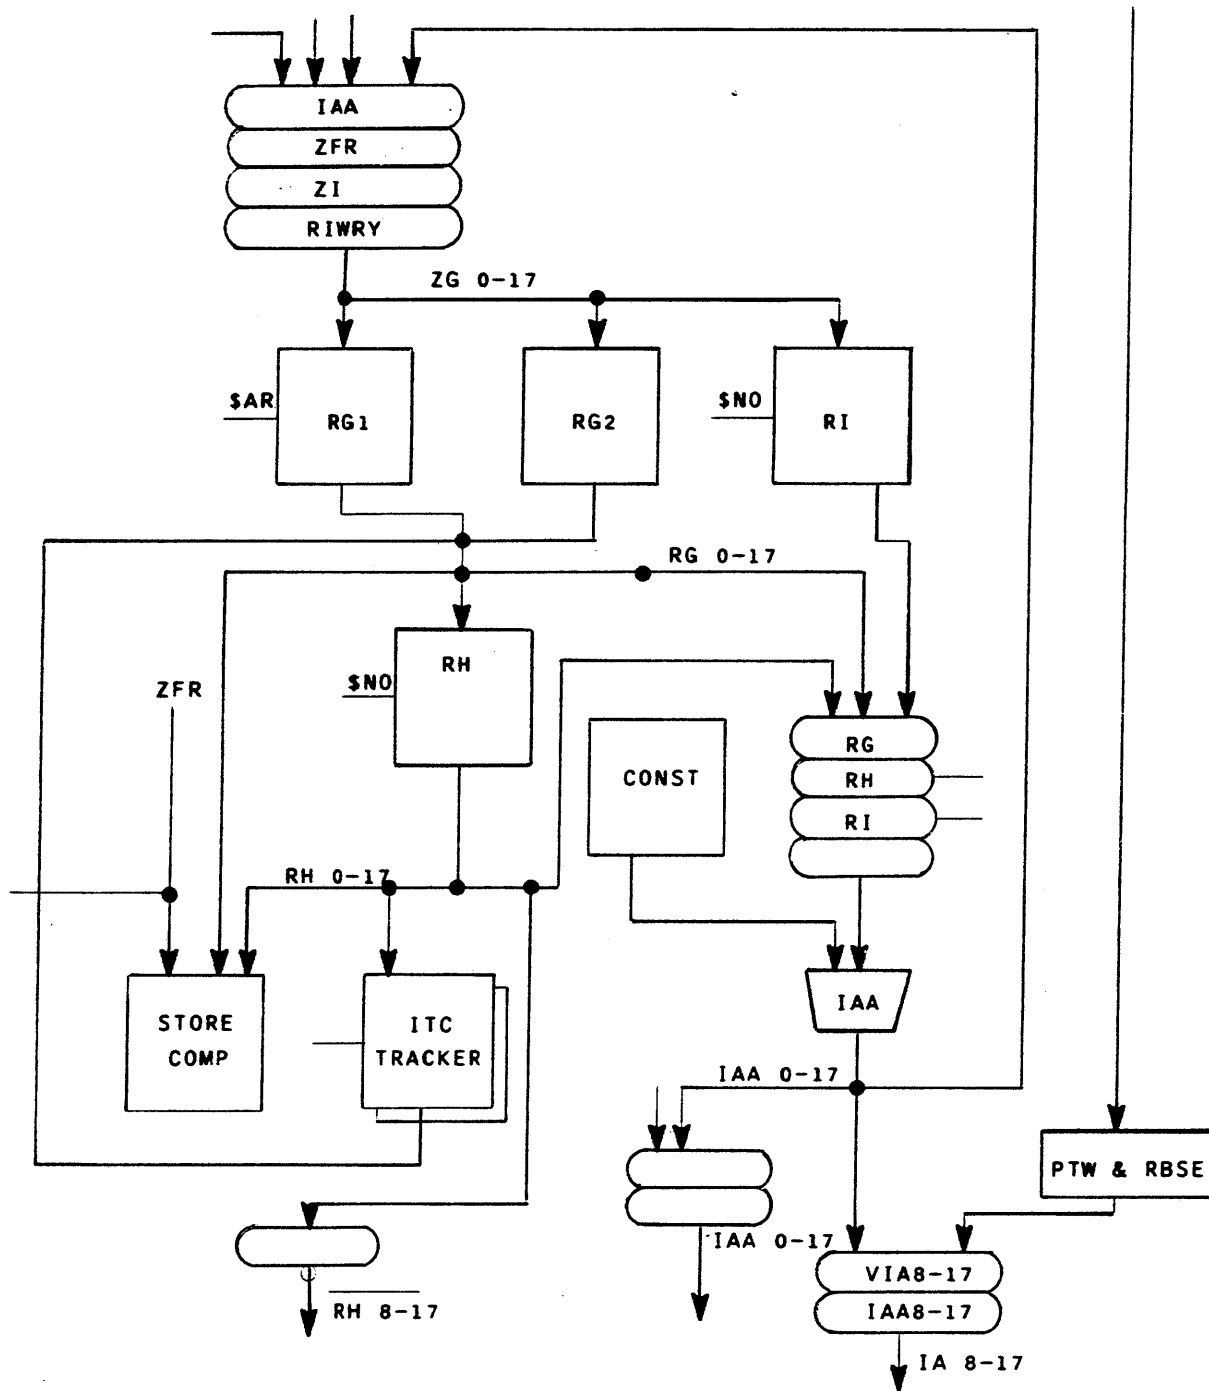 IAA
ZFR
ZI
RIWRY
ZG 0-17
$AR
RG1
RG2
$NO
RI
RG 0-17
RH
$NO
ZFR
CONST
RG
RH
RI
RH 0-17
IAA
STORE
COMP
ITC
TRACKER
IAA 0-17
PTW & RBSE
IAA 0-17
VIA8-17
IAA8-17
RH 8-17
IA 8-17